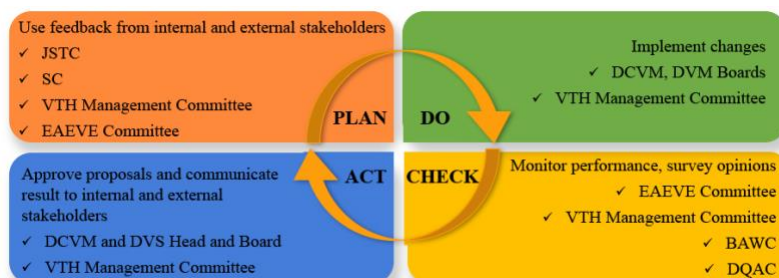 Use feedback from internal and external stakeholders
✓ JSTC
✓ SC
✓ VTH Management Committee
✓ EAEVE Committee
PLAN
DO
Implement changes
✓ DCVM, DVM Boards
✓ VTH Management Committee
Approve proposals and communicate
result to internal and external
stakeholders
✓ DCVM and DVS Head and Board
✓ VTH Management Committee
ACT
CHECK
Monitor performance, survey opinions
✓ EAEVE Committee
✓ VTH Management Committee
✓ BAWC
✓ DQAC